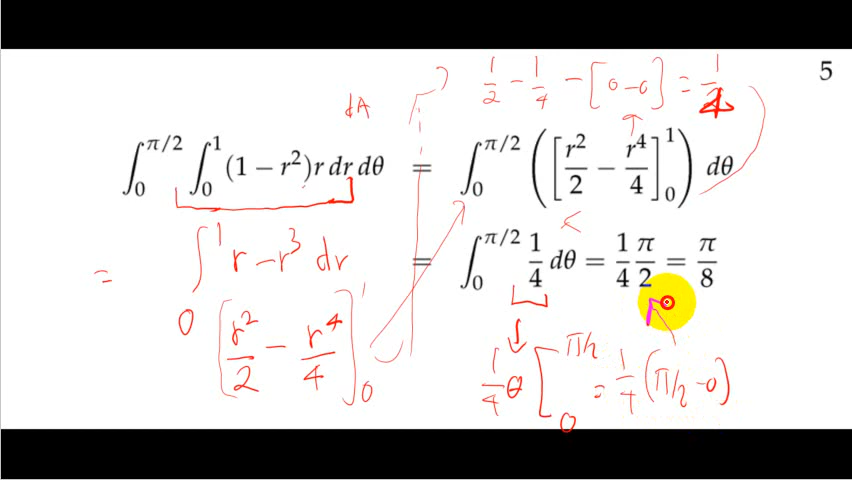 5
1/2 - 1/4 - [0-0] = 1/4
dA
∫_0^{π/2} ∫_0^1 (1 − r²) r dr dθ = ∫_0^{π/2} ([r²/2 − r⁴/4]_0^1) dθ
= ∫_0^{π/2} 1/4 dθ = 1/4 π/2 = π/8
= ∫_0^1 r − r³ dr
[r²/2 − r⁴/4]_0^1
1/4 θ [_0^{π/2} = 1/4 (π/2 − 0)